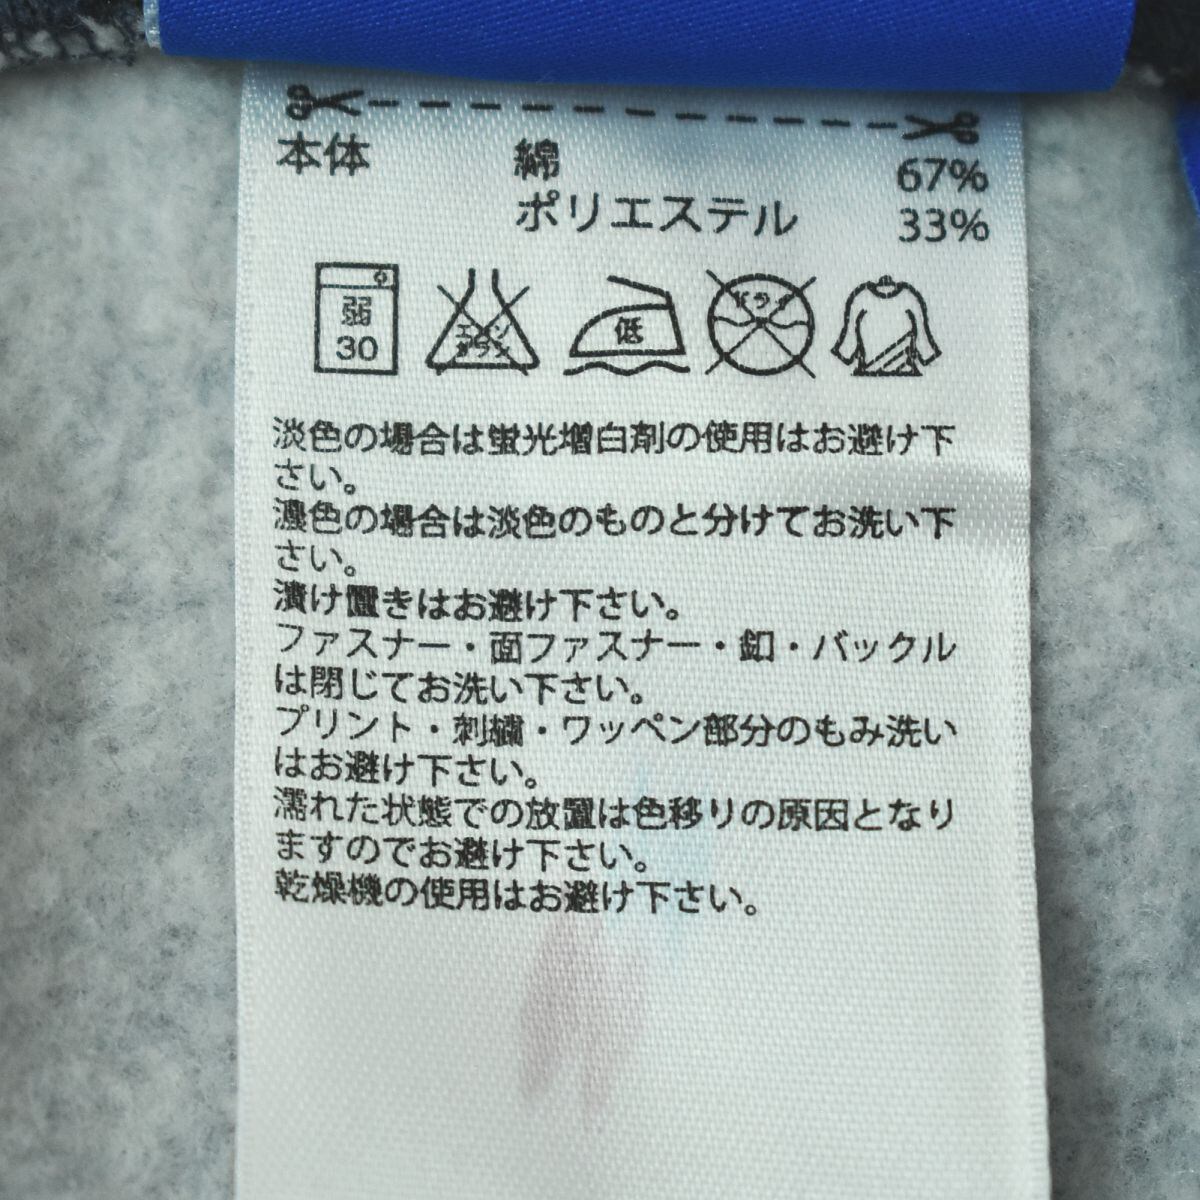 本体 綿 67%
ポリエステル 33%
弱 30 エンソ サラシ 低 ドライ
淡色の場合は蛍光増白剤の使用はお避け下
さい。
濃色の場合は淡色のものと分けてお洗い下
さい。
漬け置きはお避け下さい。
ファスナー・面ファスナー・釦・バックル
は閉じてお洗い下さい。
プリント・刺繍・ワッペン部分のもみ洗い
はお避け下さい。
濡れた状態での放置は色移りの原因となり
ますのでお避け下さい。
乾燥機の使用はお避け下さい。